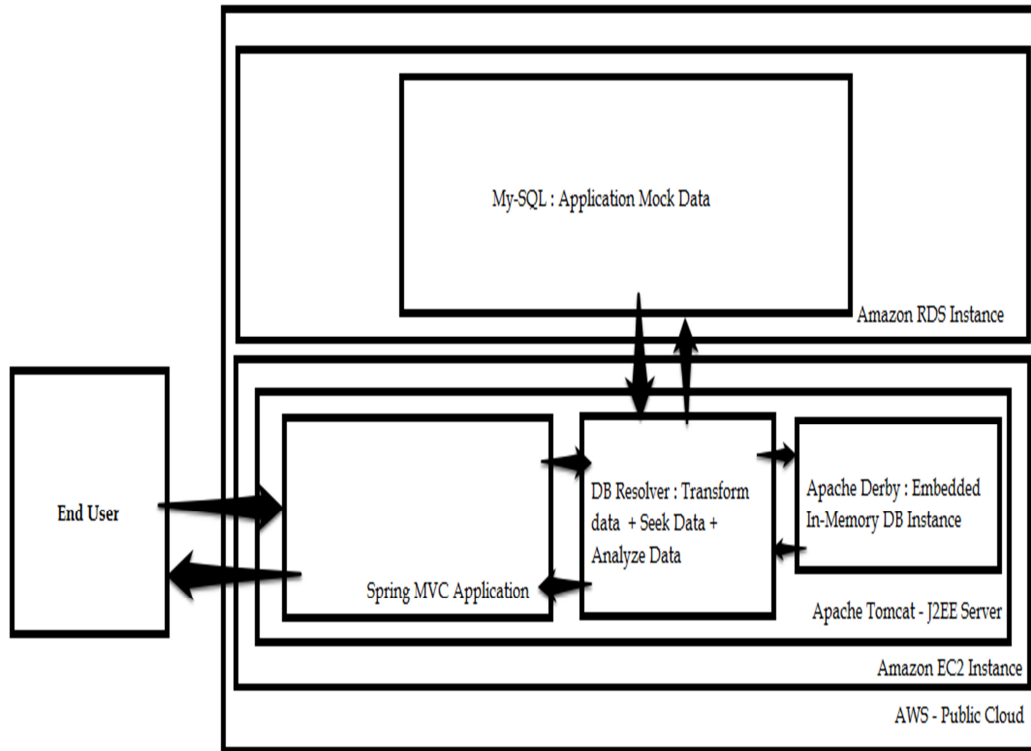 My-SQL : Application Mock Data
Amazon RDS Instance
End User
Spring MVC Application
DB Resolver : Transform
data + Seek Data +
Analyze Data
Apache Derby : Embedded
In-Memory DB Instance
Apache Tomcat - J2EE Server
Amazon EC2 Instance
AWS - Public Cloud